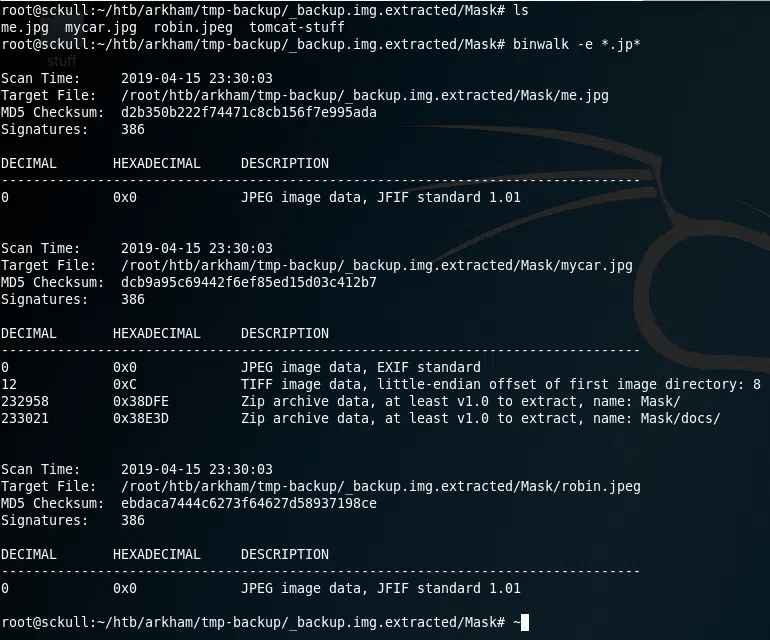 root@sckull:~/htb/arkham/tmp-backup/_backup.img.extracted/Mask# ls
me.jpg  mycar.jpg  robin.jpeg  tomcat-stuff
root@sckull:~/htb/arkham/tmp-backup/_backup.img.extracted/Mask# binwalk -e *.jp*
stuff
Scan Time:     2019-04-15 23:30:03
Target File:   /root/htb/arkham/tmp-backup/_backup.img.extracted/Mask/me.jpg
MD5 Checksum:  d2b350b222f74471c8cb156f7e995ada
Signatures:    386
DECIMAL       HEXADECIMAL     DESCRIPTION
--------------------------------------------------------------------------------
0             0x0             JPEG image data, JFIF standard 1.01
Scan Time:     2019-04-15 23:30:03
Target File:   /root/htb/arkham/tmp-backup/_backup.img.extracted/Mask/mycar.jpg
MD5 Checksum:  dcb9a95c69442f6ef85ed15d03c412b7
Signatures:    386
DECIMAL       HEXADECIMAL     DESCRIPTION
--------------------------------------------------------------------------------
0             0x0             JPEG image data, EXIF standard
12            0xC             TIFF image data, little-endian offset of first image directory: 8
232958        0x38DFE         Zip archive data, at least v1.0 to extract, name: Mask/
233021        0x38E3D         Zip archive data, at least v1.0 to extract, name: Mask/docs/
Scan Time:     2019-04-15 23:30:03
Target File:   /root/htb/arkham/tmp-backup/_backup.img.extracted/Mask/robin.jpeg
MD5 Checksum:  ebdaca7444c6273f64627d58937198ce
Signatures:    386
DECIMAL       HEXADECIMAL     DESCRIPTION
--------------------------------------------------------------------------------
0             0x0             JPEG image data, JFIF standard 1.01
root@sckull:~/htb/arkham/tmp-backup/_backup.img.extracted/Mask# ~